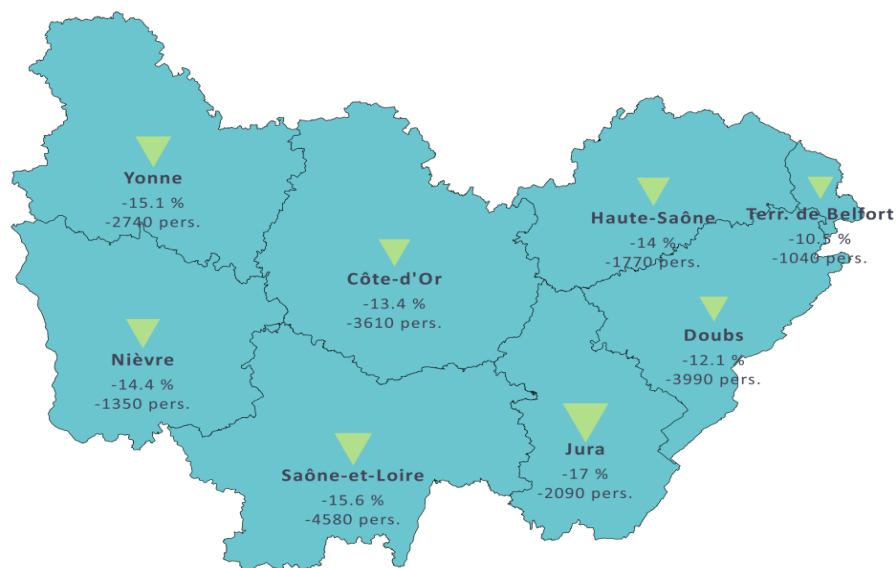 Yonne
-15.1 %
-2740 pers.
Haute-Saône
-14 %
-1770 pers.
Terr. de Belfort
-10.5 %
-1040 pers.
Côte-d'Or
-13.4 %
-3610 pers.
Doubs
-12.1 %
-3990 pers.
Nièvre
-14.4 %
-1350 pers.
Saône-et-Loire
-15.6 %
-4580 pers.
Jura
-17 %
-2090 pers.